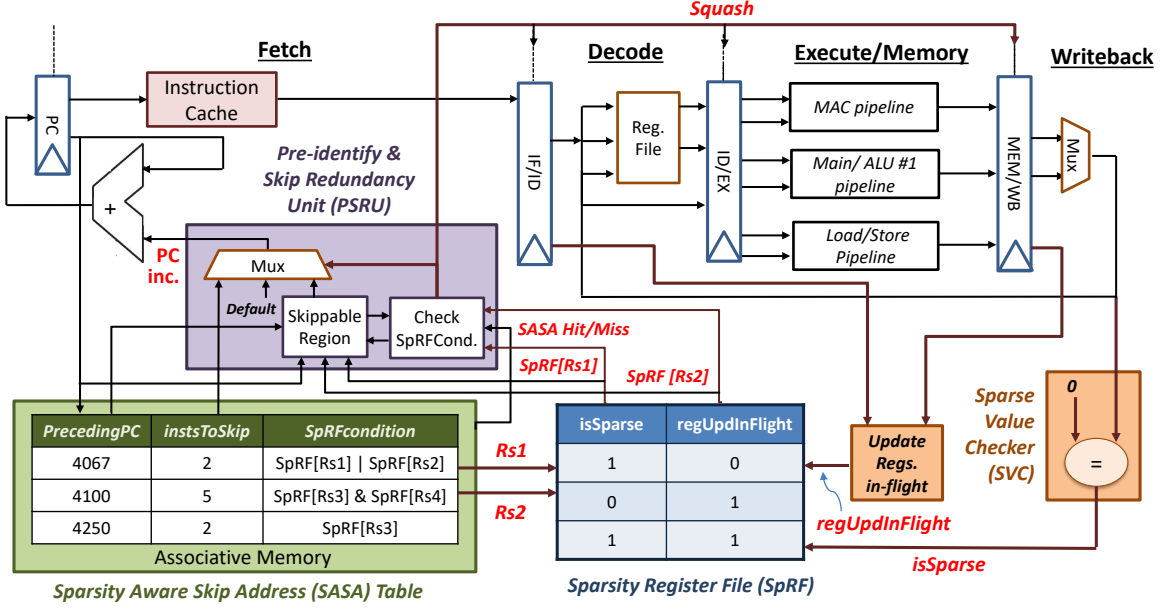 Squash
Fetch
Decode
Execute/Memory
Writeback
PC
Instruction
Cache
IF/ID
Reg.
File
ID/EX
MAC pipeline
Main/ ALU #1
pipeline
Load/Store
Pipeline
MEM/WB
Mux
+
Pre-identify &
Skip Redundancy
Unit (PSRU)
PC
inc.
Mux
Default
Skippable
Region
Check
SpRFCond.
SASA Hit/Miss
SpRF[Rs1]
SpRF [Rs2]
PrecedingPC instsToSkip SpRFcondition
4067 2 SpRF[Rs1] | SpRF[Rs2]
4100 5 SpRF[Rs3] & SpRF[Rs4]
4250 2 SpRF[Rs3]
Associative Memory
Sparsity Aware Skip Address (SASA) Table
Rs1
Rs2
isSparse regUpdInFlight
1 0
0 1
1 1
Sparsity Register File (SpRF)
Update
Regs.
in-flight
regUpdInFlight
Sparse
Value
Checker
(SVC)
0
=
isSparse